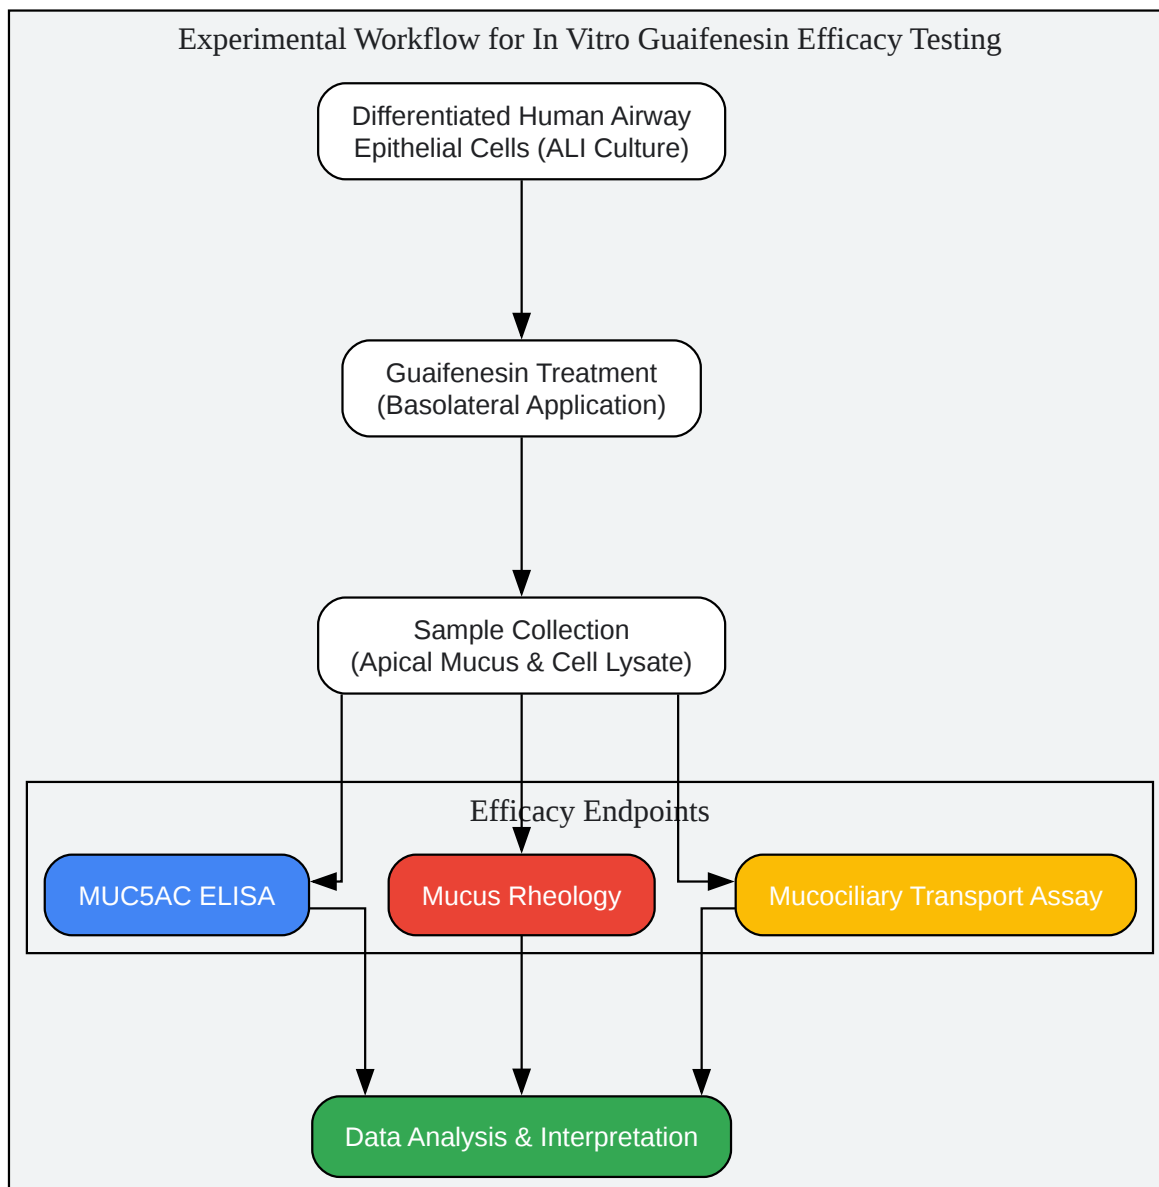 Experimental Workflow for In Vitro Guaifenesin Efficacy Testing
Differentiated Human Airway
Epithelial Cells (ALI Culture)
Guaifenesin Treatment
(Basolateral Application)
Sample Collection
(Apical Mucus & Cell Lysate)
Efficacy Endpoints
MUC5AC ELISA
Mucus Rheology
Mucociliary Transport Assay
Data Analysis & Interpretation